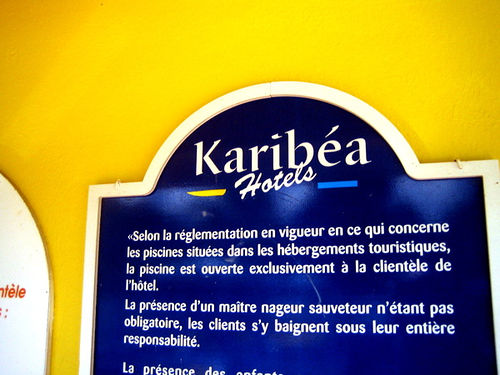 Karibéa
Hotels
«Selon la réglementation en vigueur en ce qui concerne
les piscines situées dans les hébergements touristiques,
la piscine est ouverte exclusivement à la clientèle de
l'hôtel.
La présence d'un maître nageur sauveteur n'étant pas
obligatoire, les clients s'y baignent sous leur entière
responsabilité.
La présence des enfants
ntèle
: